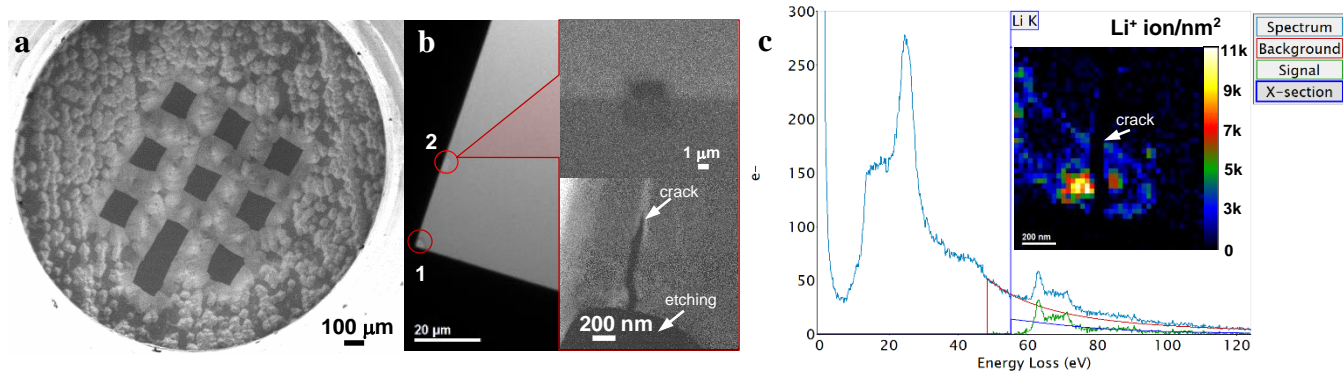 a
100 μm
b
2
1
20 μm
1 μm
crack
etching
200 nm
c
300
250
200
150
100
50
0
e-
0
20
40
60
80
100
120
Energy Loss (eV)
Li K
Li⁺ ion/nm²
11k
9k
7k
5k
3k
0
crack
200 nm
Spectrum
Background
Signal
X-section